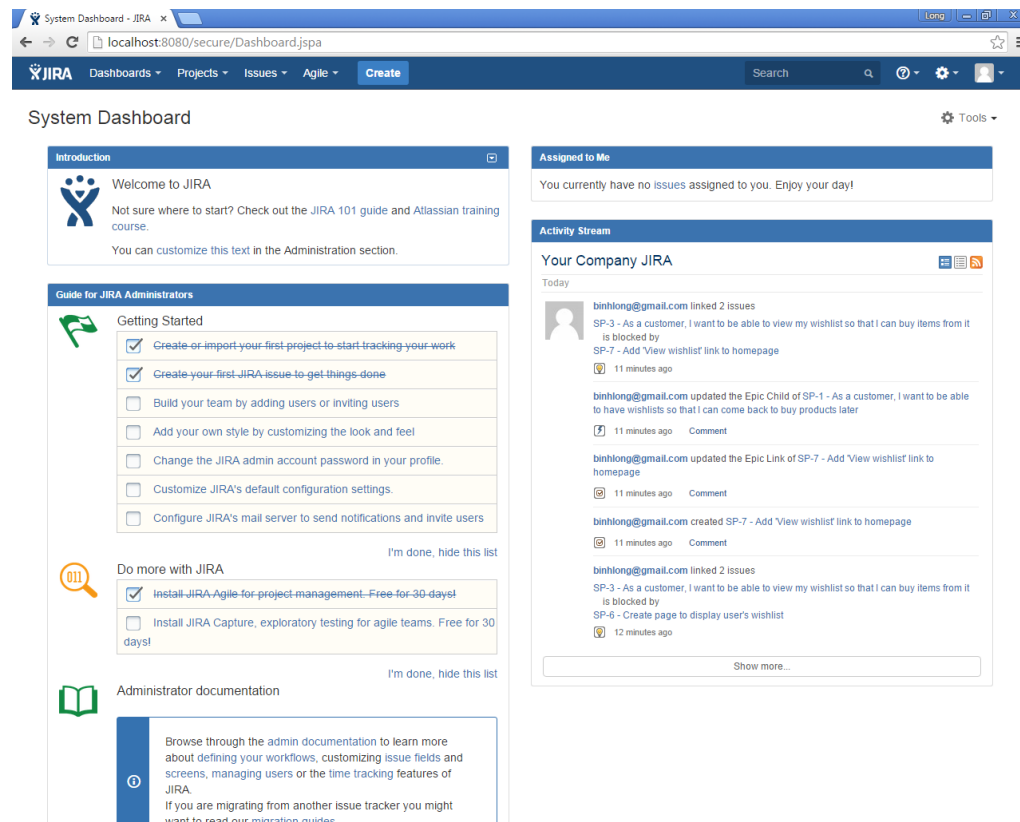 System Dashboard - JIRA
Long
localhost:8080/secure/Dashboard.jspa
JIRA Dashboards Projects Issues Agile Create Search
System Dashboard
Tools
Introduction
Welcome to JIRA
Not sure where to start? Check out the JIRA 101 guide and Atlassian training
course.
You can customize this text in the Administration section.
Guide for JIRA Administrators
Getting Started
Create or import your first project to start tracking your work
Create your first JIRA issue to get things done
Build your team by adding users or inviting users
Add your own style by customizing the look and feel
Change the JIRA admin account password in your profile.
Customize JIRA's default configuration settings.
Configure JIRA's mail server to send notifications and invite users
I'm done, hide this list
011
Do more with JIRA
Install JIRA Agile for project management. Free for 30 days!
Install JIRA Capture, exploratory testing for agile teams. Free for 30
days!
I'm done, hide this list
Administrator documentation
Browse through the admin documentation to learn more
about defining your workflows, customizing issue fields and
screens, managing users or the time tracking features of
JIRA.
If you are migrating from another issue tracker you might
want to read our migration guides.
Assigned to Me
You currently have no issues assigned to you. Enjoy your day!
Activity Stream
Your Company JIRA
Today
binhlong@gmail.com linked 2 issues
SP-3 - As a customer, I want to be able to view my wishlist so that I can buy items from it
is blocked by
SP-7 - Add 'View wishlist' link to homepage
11 minutes ago
binhlong@gmail.com updated the Epic Child of SP-1 - As a customer, I want to be able
to have wishlists so that I can come back to buy products later
11 minutes ago Comment
binhlong@gmail.com updated the Epic Link of SP-7 - Add 'View wishlist' link to
homepage
11 minutes ago Comment
binhlong@gmail.com created SP-7 - Add 'View wishlist' link to homepage
11 minutes ago Comment
binhlong@gmail.com linked 2 issues
SP-3 - As a customer, I want to be able to view my wishlist so that I can buy items from it
is blocked by
SP-6 - Create page to display user's wishlist
12 minutes ago
Show more...